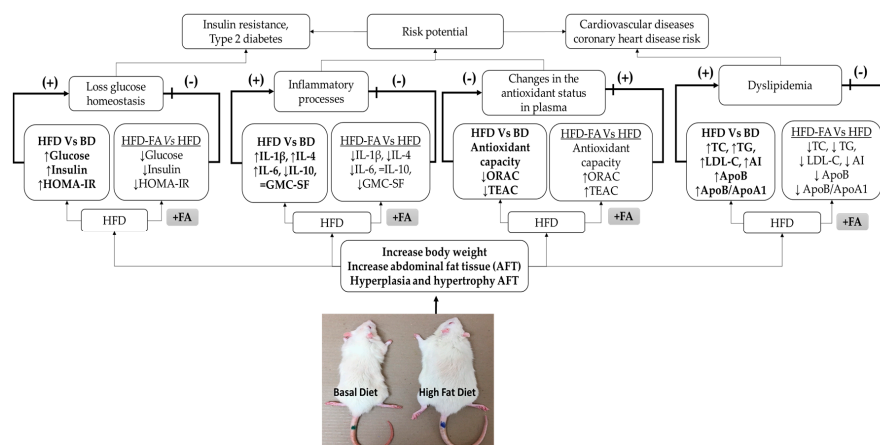 Insulin resistance,
Type 2 diabetes
Risk potential
Cardiovascular diseases
coronary heart disease risk
(+)
Loss glucose
homeostasis
(-)
HFD Vs BD
↑Glucose
↑Insulin
↑HOMA-IR
HFD-FA Vs HFD
↓Glucose
↓Insulin
↓HOMA-IR
HFD
+FA
(+)
Inflammatory
processes
(-)
HFD Vs BD
↑IL-1β, ↑IL-4
↑IL-6, ↓IL-10,
=GMC-SF
HFD-FA Vs HFD
↓IL-1β, ↓IL-4
↓IL-6, =IL-10,
↓GMC-SF
HFD
+FA
(-)
Changes in the
antioxidant status
in plasma
(+)
HFD Vs BD
Antioxidant
capacity
↓ORAC
↓TEAC
HFD-FA Vs HFD
Antioxidant
capacity
↑ORAC
↑TEAC
HFD
+FA
(+)
Dyslipidemia
(-)
HFD Vs BD
↑TC, ↑TG,
↑LDL-C, ↑AI
↑ApoB
↑ApoB/ApoA1
HFD-FA Vs HFD
↓TC, ↓ TG,
↓ LDL-C, ↓ AI
↓ ApoB
↓ ApoB/ApoA1
HFD
+FA
Increase body weight
Increase abdominal fat tissue (AFT)
Hyperplasia and hypertrophy AFT
Basal Diet
High Fat Diet